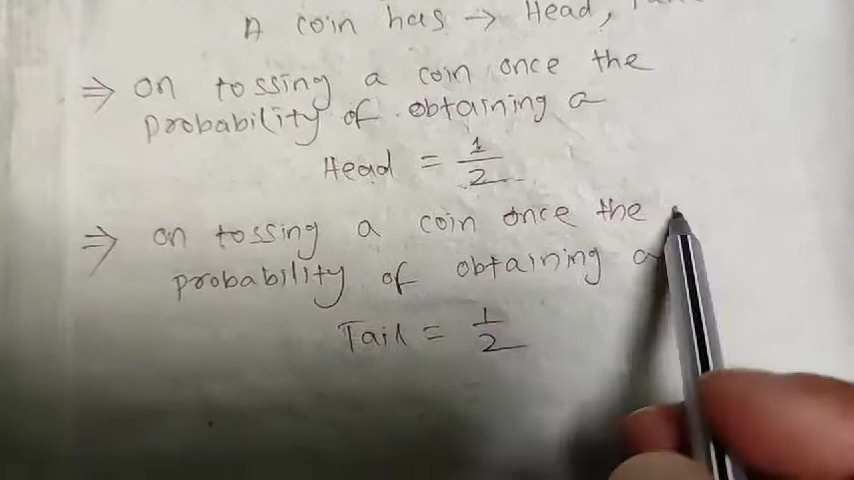 A coin has → Head,
⇒ on tossing a coin once the
probability of obtaining a
Head = 1/2
⇒ on tossing a coin once the
probability of obtaining a
Tail = 1/2